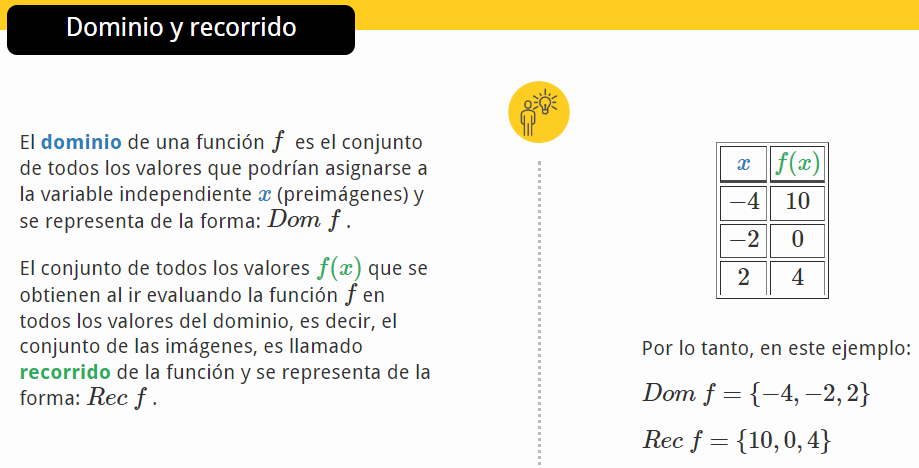 Dominio y recorrido
El dominio de una función f es el conjunto
de todos los valores que podrían asignarse a
la variable independiente x (preimágenes) y
se representa de la forma: Dom f .
El conjunto de todos los valores f(x) que se
obtienen al ir evaluando la función f en
todos los valores del dominio, es decir, el
conjunto de las imágenes, es llamado
recorrido de la función y se representa de la
forma: Rec f .
x f(x)
−4 10
−2 0
2 4
Por lo tanto, en este ejemplo:
Dom f = {−4, −2, 2}
Rec f = {10, 0, 4}